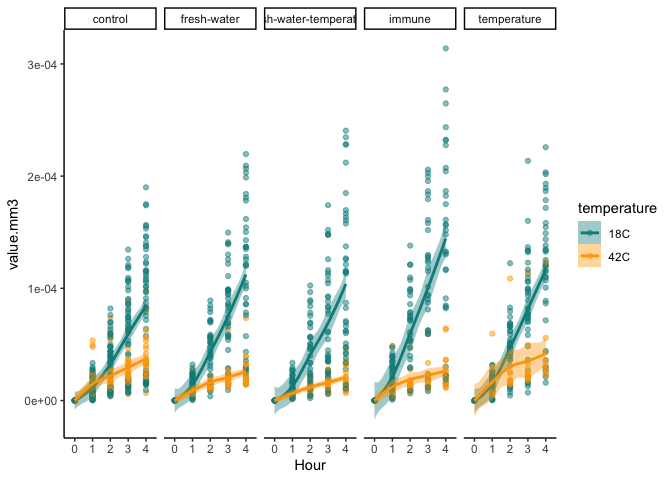 control fresh-water sh-water-temperat immune temperature
3e-04
2e-04
1e-04
0e+00
value.mm3
0 1 2 3 4 0 1 2 3 4 0 1 2 3 4 0 1 2 3 4 0 1 2 3 4
Hour
temperature
18C
42C